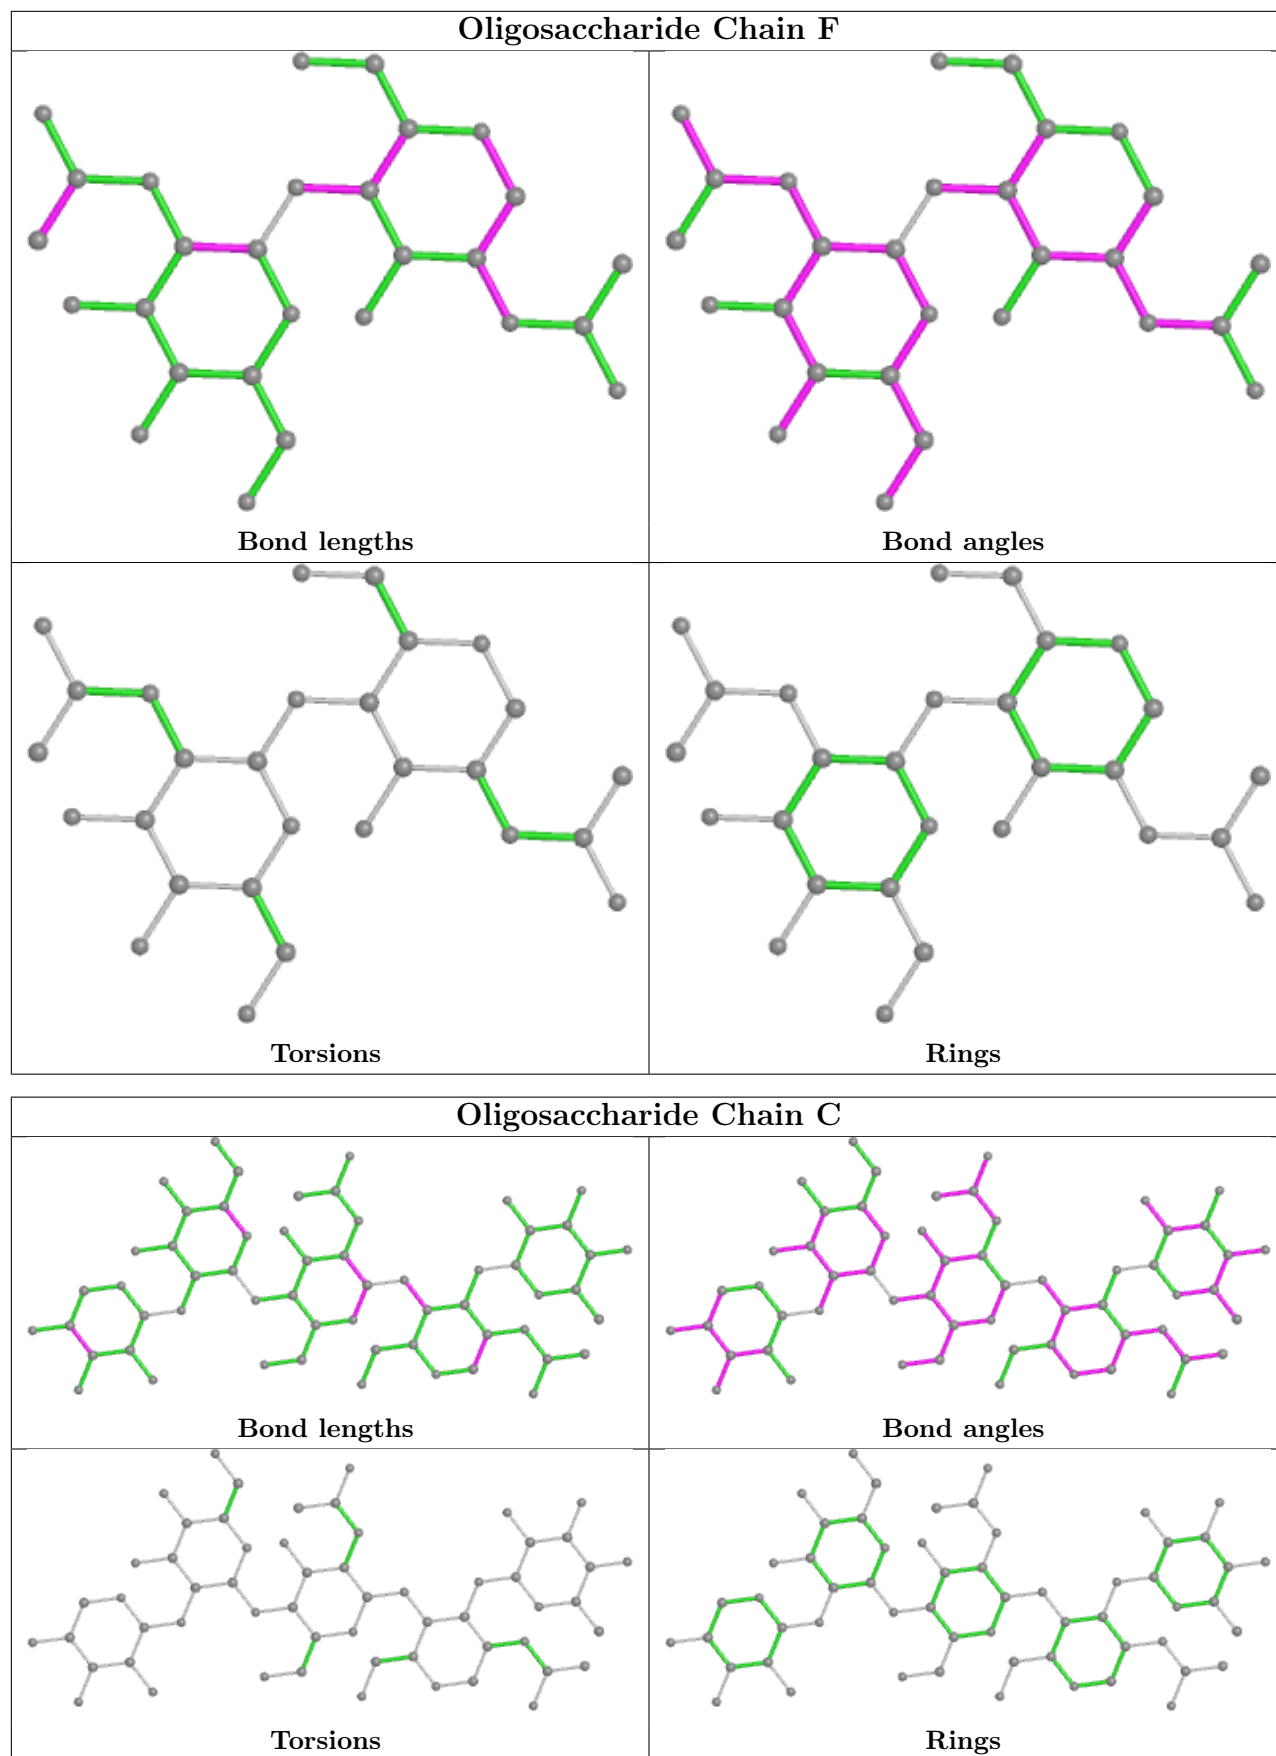 Oligosaccharide Chain F
Bond lengths
Bond angles
Torsions
Rings
Oligosaccharide Chain C
Bond lengths
Bond angles
Torsions
Rings